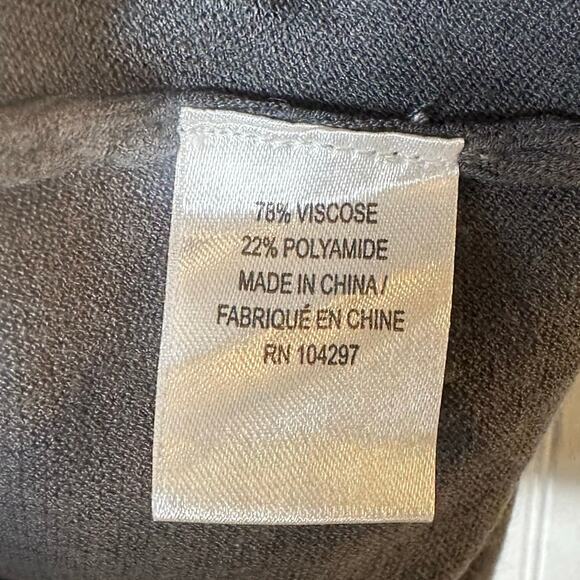 78% VISCOSE
22% POLYAMIDE
MADE IN CHINA /
FABRIQUÉ EN CHINE
RN 104297